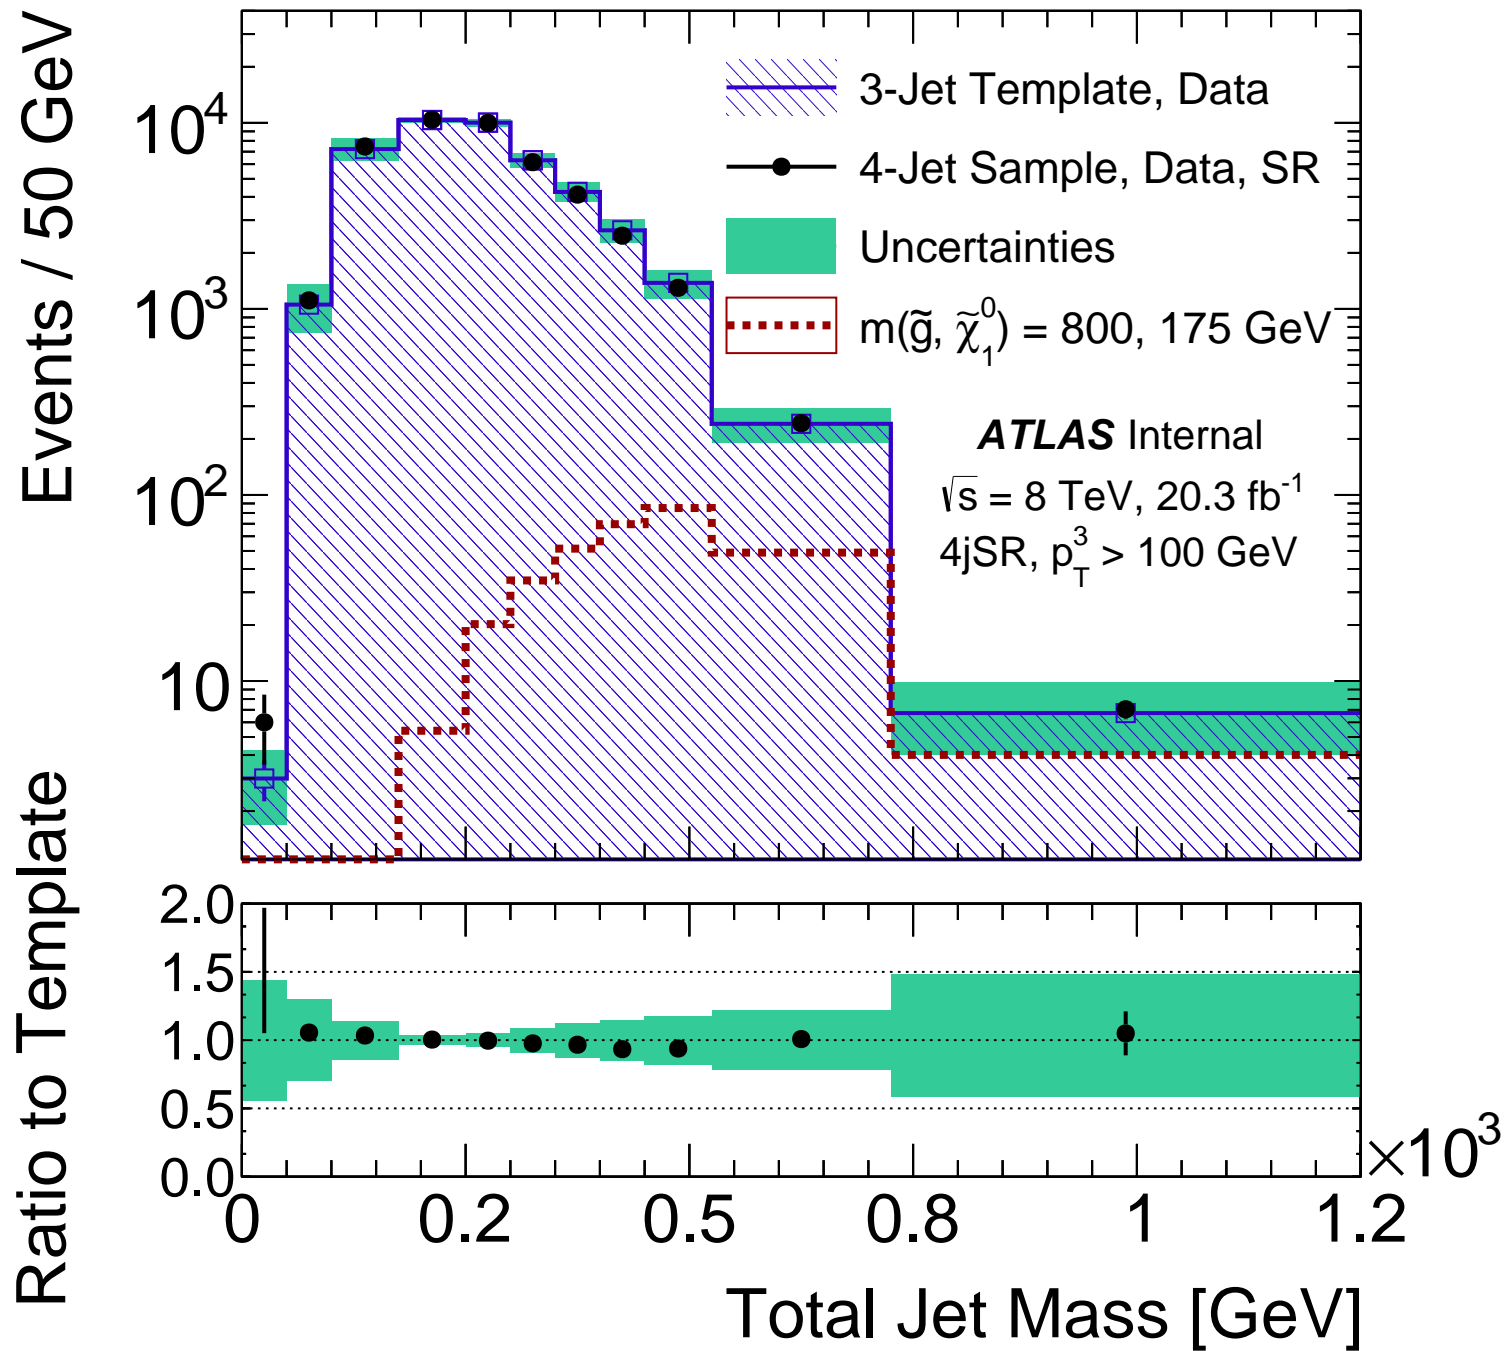 Events / 50 GeV
10⁴
10³
10²
10
3-Jet Template, Data
4-Jet Sample, Data, SR
Uncertainties
m(g̃, χ̃₁⁰) = 800, 175 GeV
ATLAS Internal
√s = 8 TeV, 20.3 fb⁻¹
4jSR, p_T^3 > 100 GeV
Ratio to Template
2.0
1.5
1.0
0.5
0.0
0 0.2 0.5 0.8 1 1.2
×10³
Total Jet Mass [GeV]